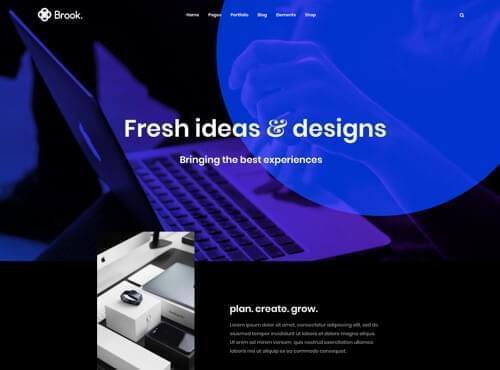 Brook.
Home Pages Portfolio Blog Elements Shop
Fresh ideas & designs
Bringing the best experiences
plan. create. grow.
Lorem ipsum dolor sit amet, consectetur adipisicing elit, sed do
eiusmod tempor incididunt ut labore et dolore magna aliqua.
Ut enim ad minim veniam, quis nostrud exercitation ullamco
laboris nisi ut aliquip ex ea commodo consequat.